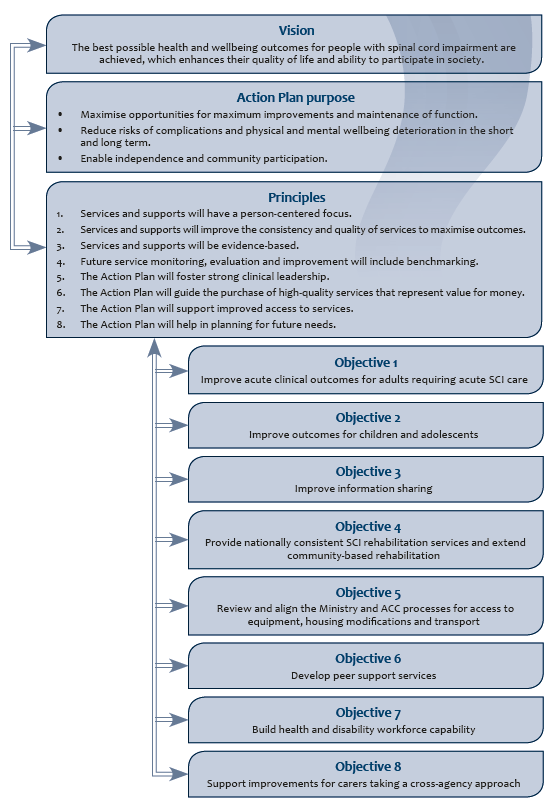 Vision
The best possible health and wellbeing outcomes for people with spinal cord impairment are
achieved, which enhances their quality of life and ability to participate in society.
Action Plan purpose
• Maximise opportunities for maximum improvements and maintenance of function.
• Reduce risks of complications and physical and mental wellbeing deterioration in the short
and long term.
• Enable independence and community participation.
Principles
1. Services and supports will have a person-centered focus.
2. Services and supports will improve the consistency and quality of services to maximise outcomes.
3. Services and supports will be evidence-based.
4. Future service monitoring, evaluation and improvement will include benchmarking.
5. The Action Plan will foster strong clinical leadership.
6. The Action Plan will guide the purchase of high-quality services that represent value for money.
7. The Action Plan will support improved access to services.
8. The Action Plan will help in planning for future needs.
Objective 1
Improve acute clinical outcomes for adults requiring acute SCI care
Objective 2
Improve outcomes for children and adolescents
Objective 3
Improve information sharing
Objective 4
Provide nationally consistent SCI rehabilitation services and extend
community-based rehabilitation
Objective 5
Review and align the Ministry and ACC processes for access to
equipment, housing modifications and transport
Objective 6
Develop peer support services
Objective 7
Build health and disability workforce capability
Objective 8
Support improvements for carers taking a cross-agency approach